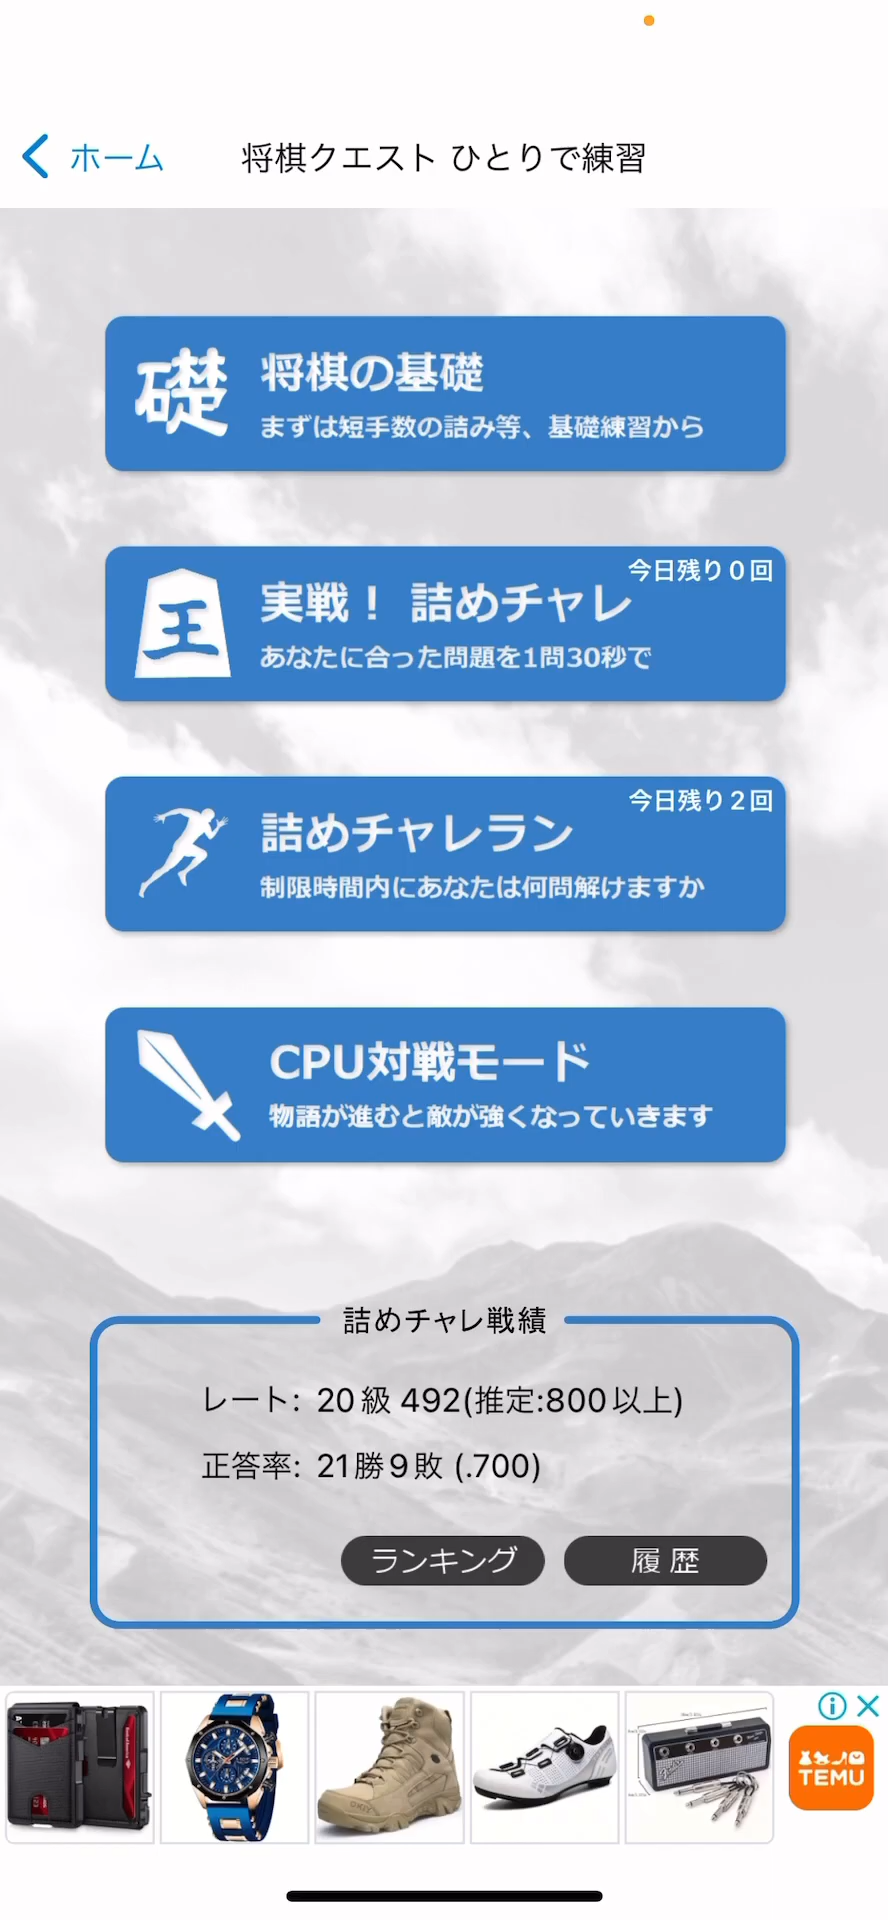 ホーム
将棋クエスト ひとりで練習
礎
将棋の基礎
まずは短手数の詰み等、基礎練習から
今日残り0回
王
実戦！ 詰めチャレ
あなたに合った問題を1問30秒で
今日残り2回
詰めチャレラン
制限時間内にあなたは何問解けますか
CPU対戦モード
物語が進むと敵が強くなっていきます
詰めチャレ戦績
レート: 20級 492(推定:800以上)
正答率: 21勝9敗 (.700)
ランキング
履 歴
TEMU